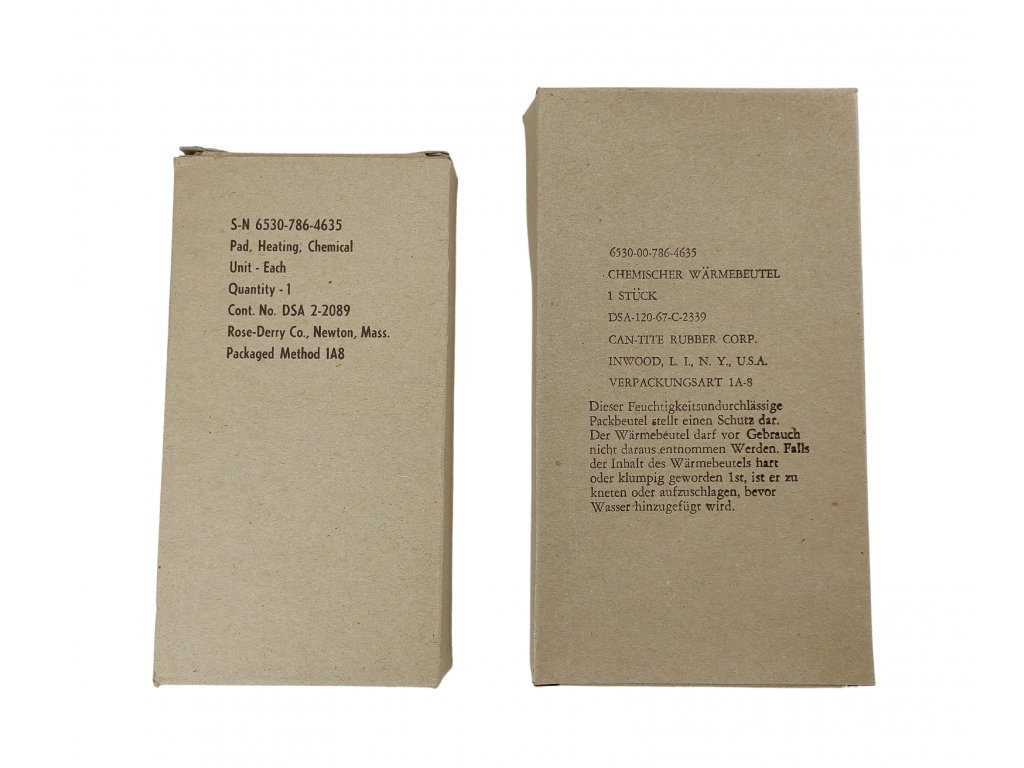 S-N 6530-786-4635
Pad, Heating, Chemical
Unit - Each
Quantity - 1
Cont. No. DSA 2-2089
Rose-Derry Co., Newton, Mass.
Packaged Method 1A8
6530-00-786-4635
CHEMISCHER WÄRMEBEUTEL
1 STÜCK
DSA-120-67-C-2339
CAN-TITE RUBBER CORP.
INWOOD, L. I., N. Y., U.S.A.
VERPACKUNGSART 1A-8
Dieser Feuchtigkeitsundurchlässige
Packbeutel stellt einen Schutz dar.
Der Wärmebeutel darf vor Gebrauch
nicht daraus entnommen Werden. Falls
der Inhalt des Wärmebeutels hart
oder klumpig geworden 1st, ist er zu
kneten oder aufzuschlagen, bevor
Wasser hinzugefügt wird.